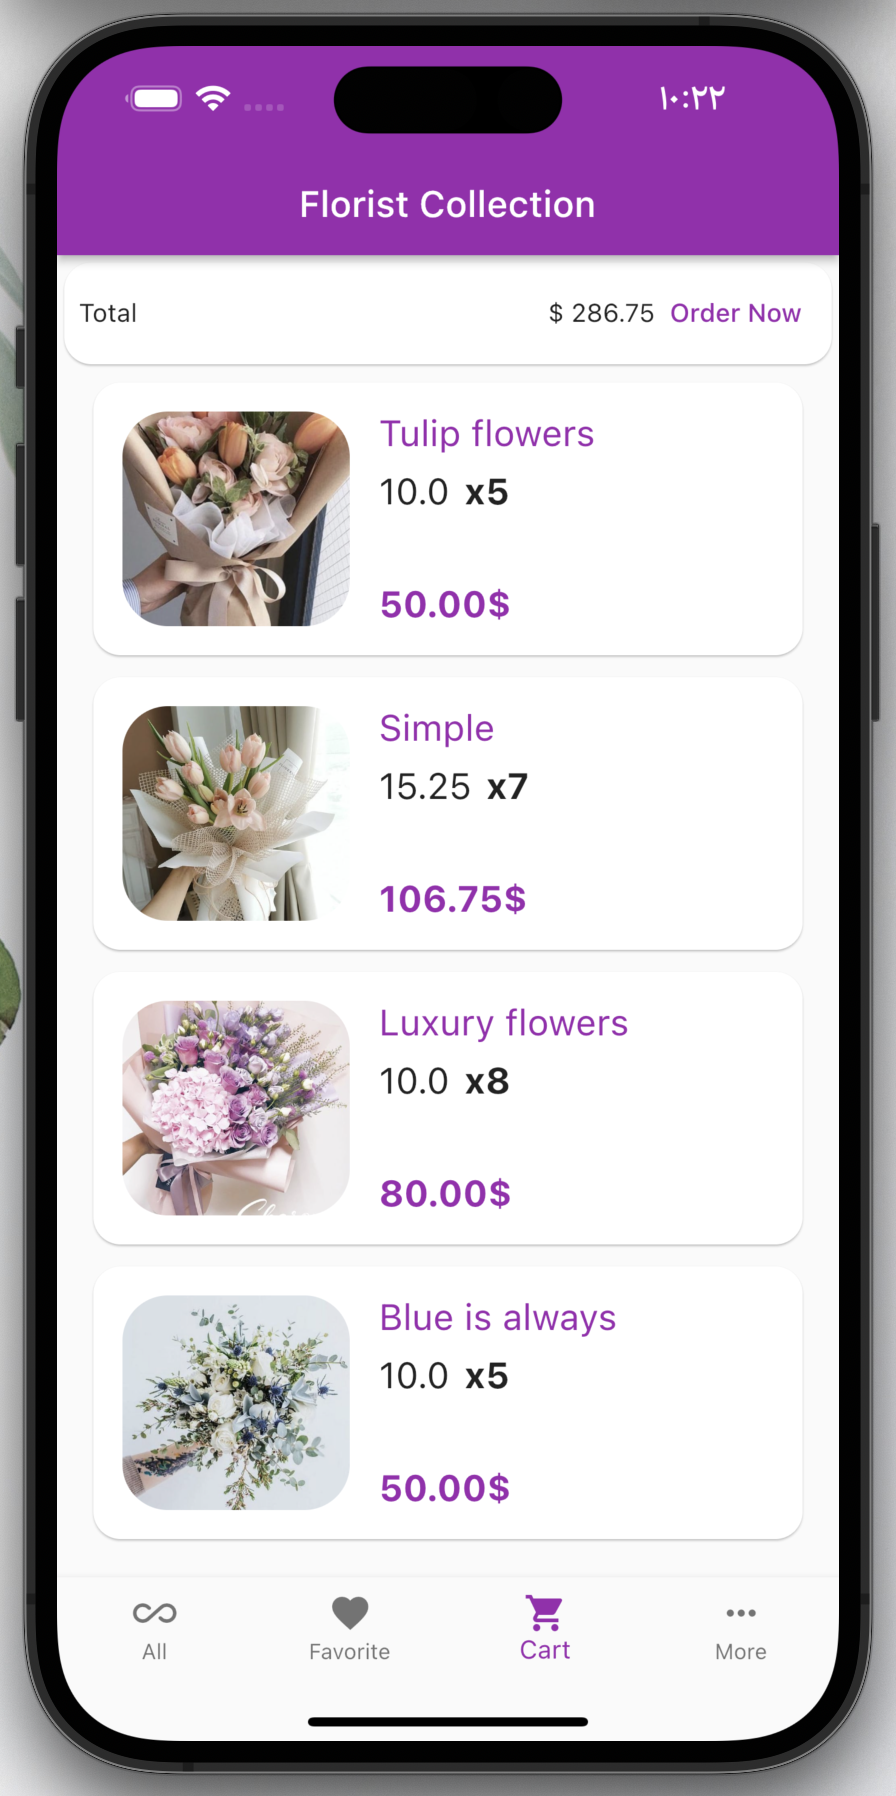 ١٠:٢٢
Florist Collection
Total $ 286.75 Order Now
Tulip flowers
10.0 x5
50.00$
Simple
15.25 x7
106.75$
Luxury flowers
10.0 x8
80.00$
Blue is always
10.0 x5
50.00$
All Favorite Cart More